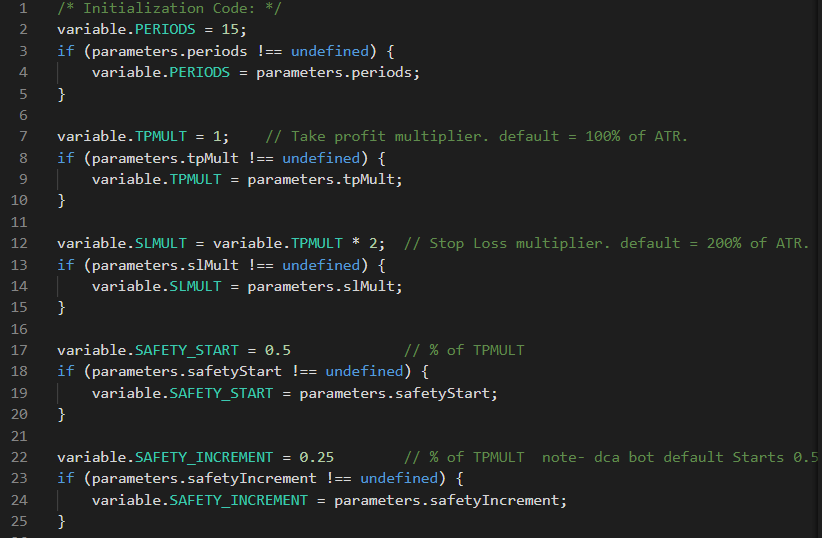 1 /* Initialization Code: */
2 variable.PERIODS = 15;
3 if (parameters.periods !== undefined) {
4     variable.PERIODS = parameters.periods;
5 }
6
7 variable.TPMULT = 1;    // Take profit multiplier. default = 100% of ATR.
8 if (parameters.tpMult !== undefined) {
9     variable.TPMULT = parameters.tpMult;
10 }
11
12 variable.SLMULT = variable.TPMULT * 2;  // Stop Loss multiplier. default = 200% of ATR.
13 if (parameters.slMult !== undefined) {
14     variable.SLMULT = parameters.slMult;
15 }
16
17 variable.SAFETY_START = 0.5             // % of TPMULT
18 if (parameters.safetyStart !== undefined) {
19     variable.SAFETY_START = parameters.safetyStart;
20 }
21
22 variable.SAFETY_INCREMENT = 0.25        // % of TPMULT  note- dca bot default Starts 0.5
23 if (parameters.safetyIncrement !== undefined) {
24     variable.SAFETY_INCREMENT = parameters.safetyIncrement;
25 }